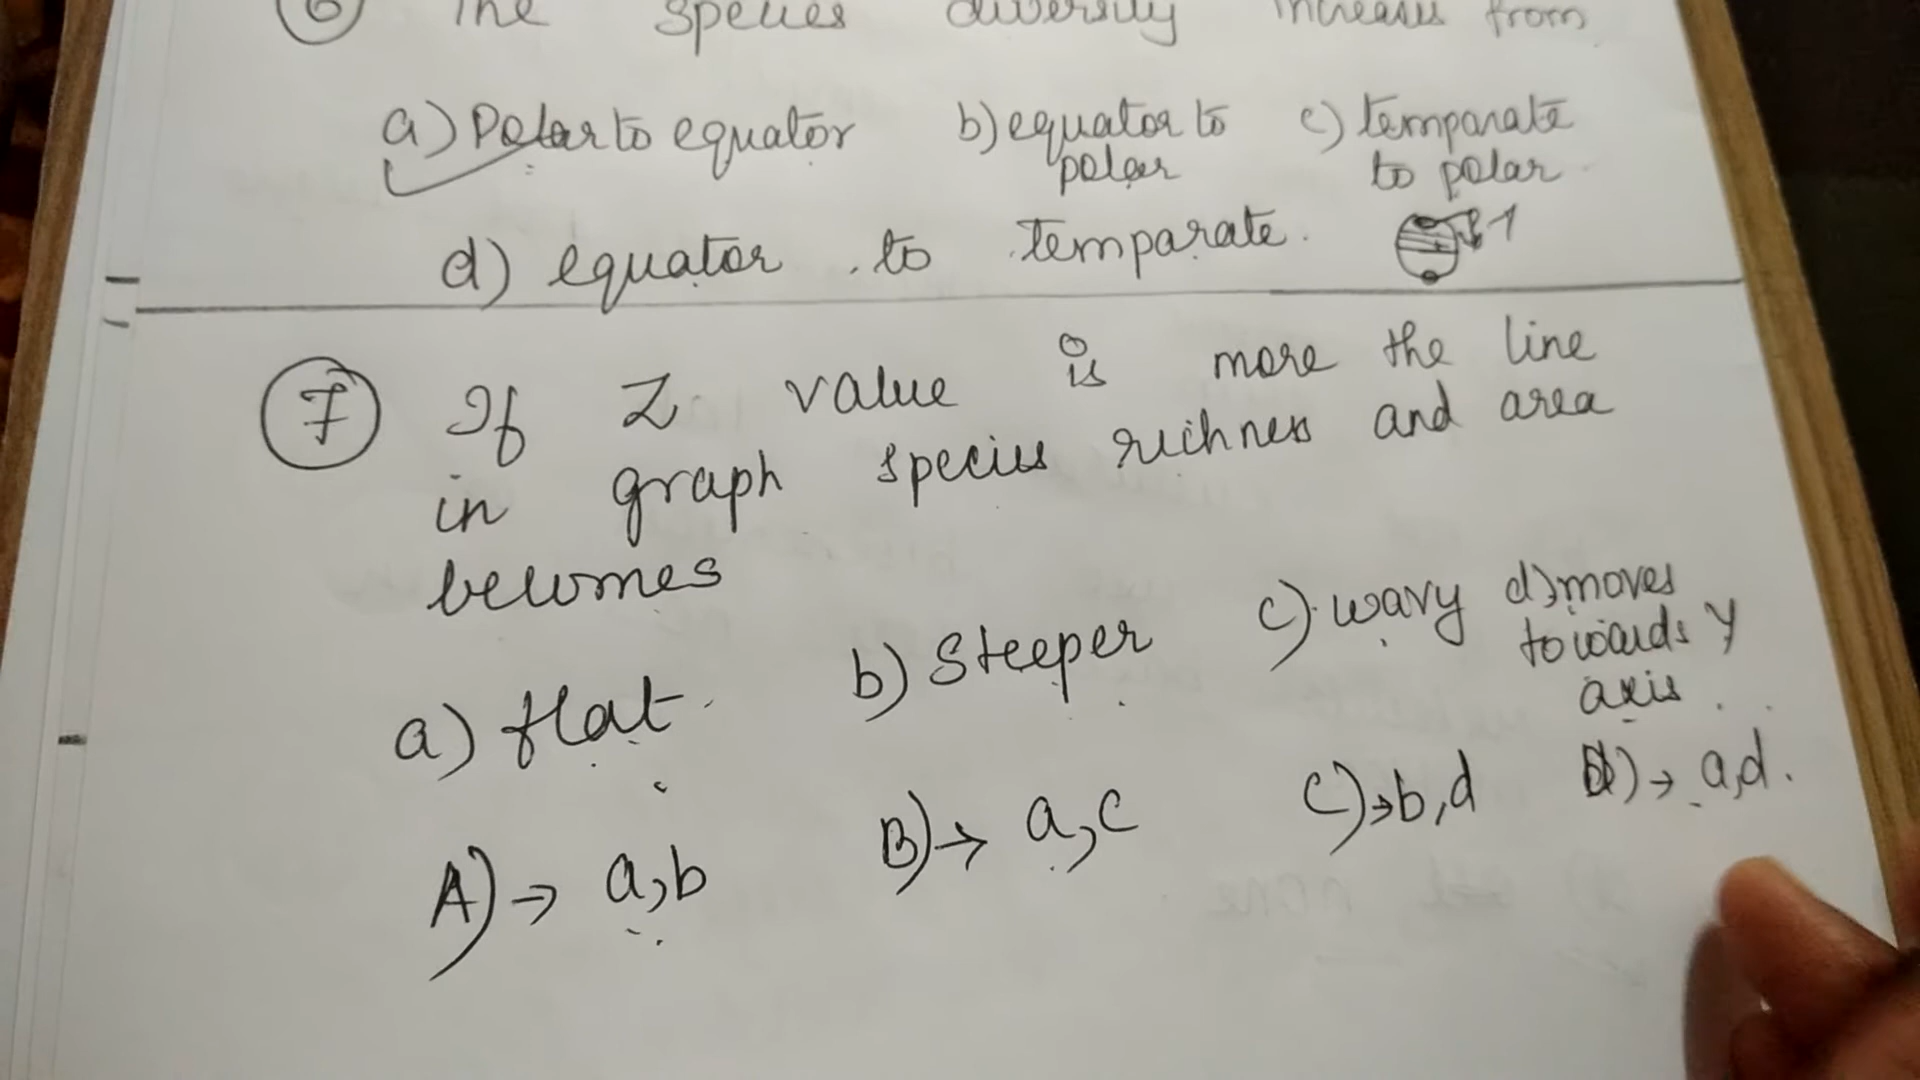 6 The species diversity increases from
a) Polar to equator b) equator to polar c) temparate to polar
d) equator to temparate.
7 If Z value is more the line
in graph species richness and area
becomes
a) flat b) Steeper c) wavy d) moves towards y axis.
A) → a,b B) → a,c C) → b,d D) → a,d.